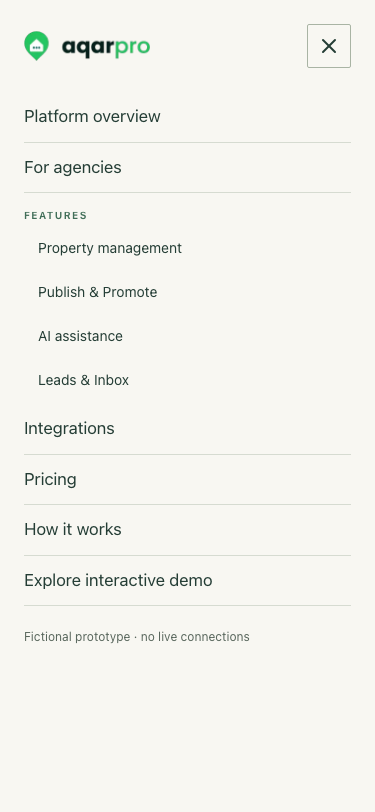 aqarpro
Platform overview
For agencies
FEATURES
Property management
Publish & Promote
AI assistance
Leads & Inbox
Integrations
Pricing
How it works
Explore interactive demo
Fictional prototype · no live connections